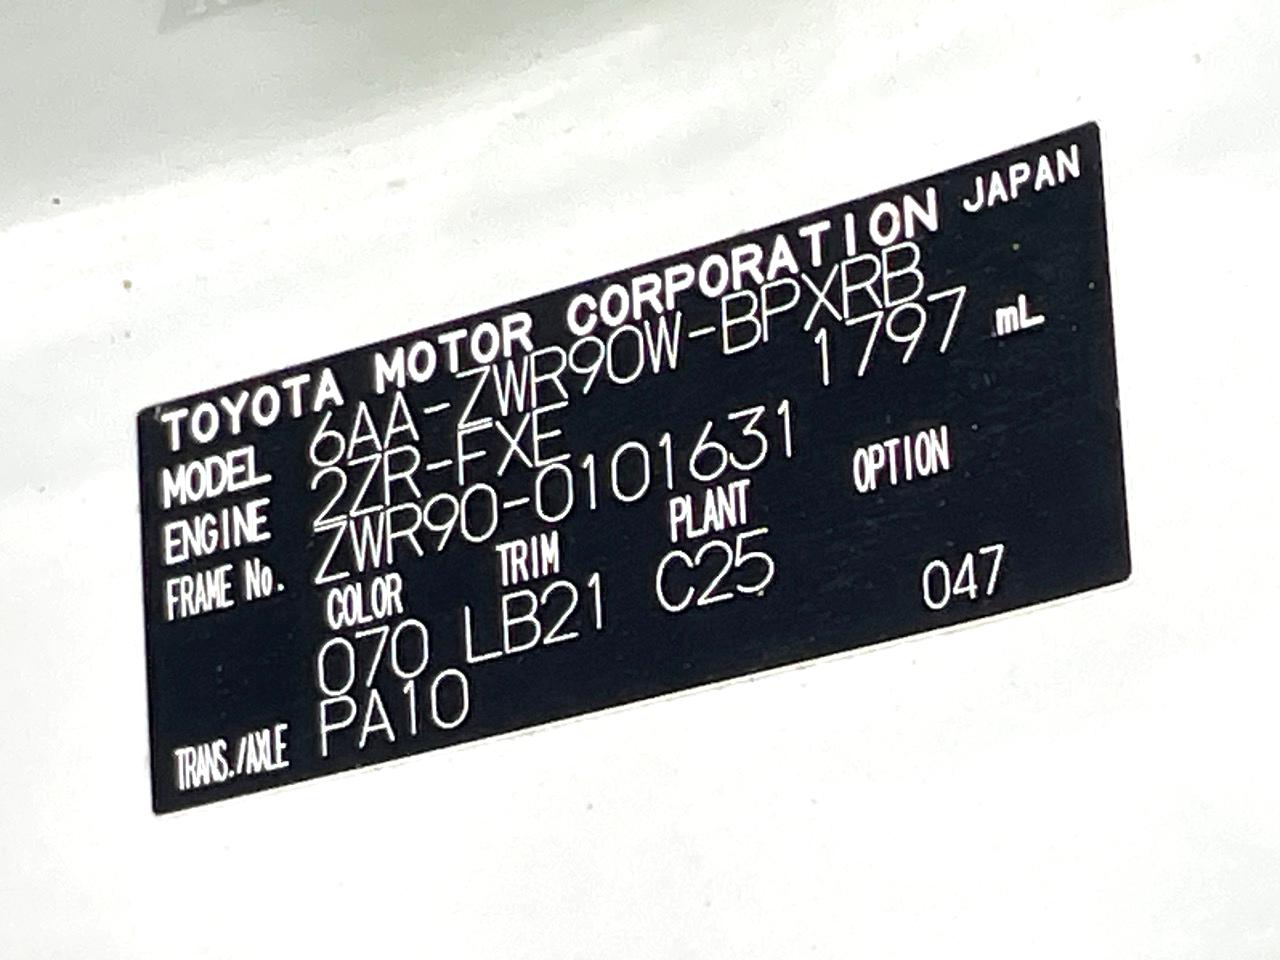 TOYOTA MOTOR CORPORATION JAPAN
MODEL 6AA-ZWR90W-BPXRB
ENGINE 2ZR-FXE 1797 mL
FRAME No. ZWR90-0101631
COLOR TRIM PLANT OPTION
070 LB21 C25 047
TRANS./AXLE PA10